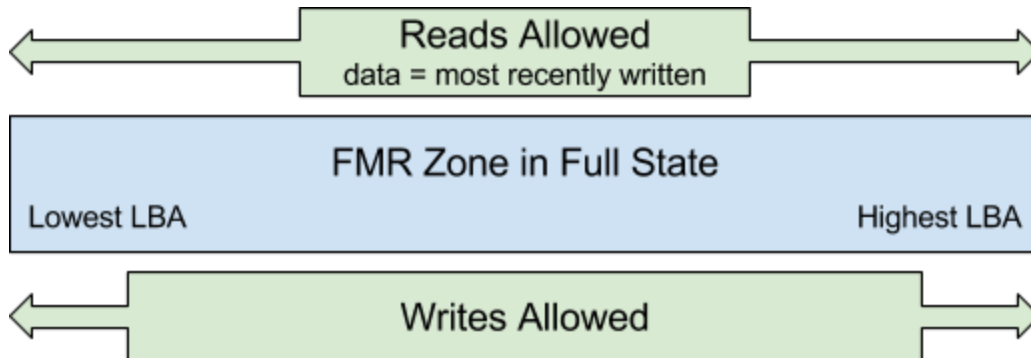 Reads Allowed
data = most recently written
FMR Zone in Full State
Lowest LBA
Highest LBA
Writes Allowed